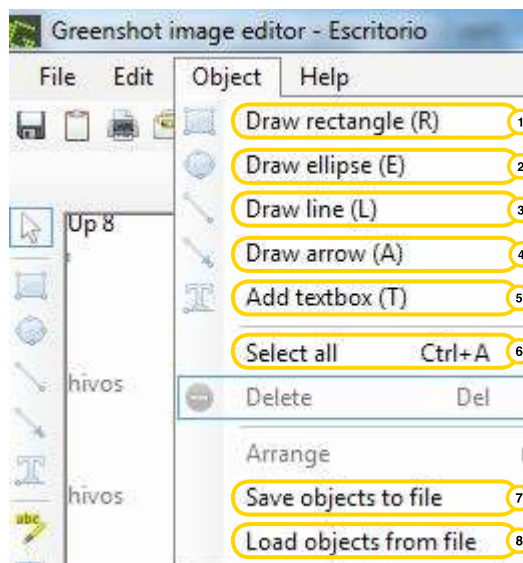 Greenshot image editor - Escritorio
File Edit Object Help
Draw rectangle (R) 1
Draw ellipse (E) 2
Draw line (L) 3
Draw arrow (A) 4
Add textbox (T) 5
Select all Ctrl+A 6
Delete Del
Arrange
Save objects to file 7
Load objects from file 8
Up 8
hivos
hivos
T
abc